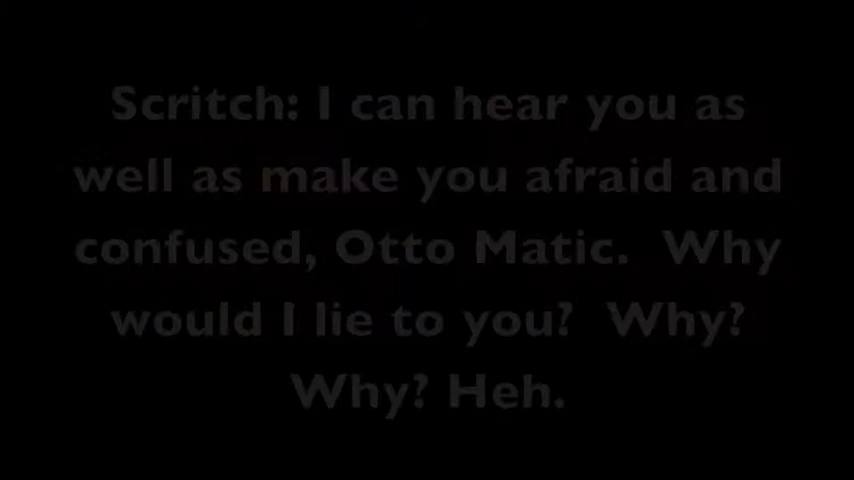 Scritch: I can hear you as
well as make you afraid and
confused, Otto Matic.  Why
would I lie to you?  Why?
Why? Heh.